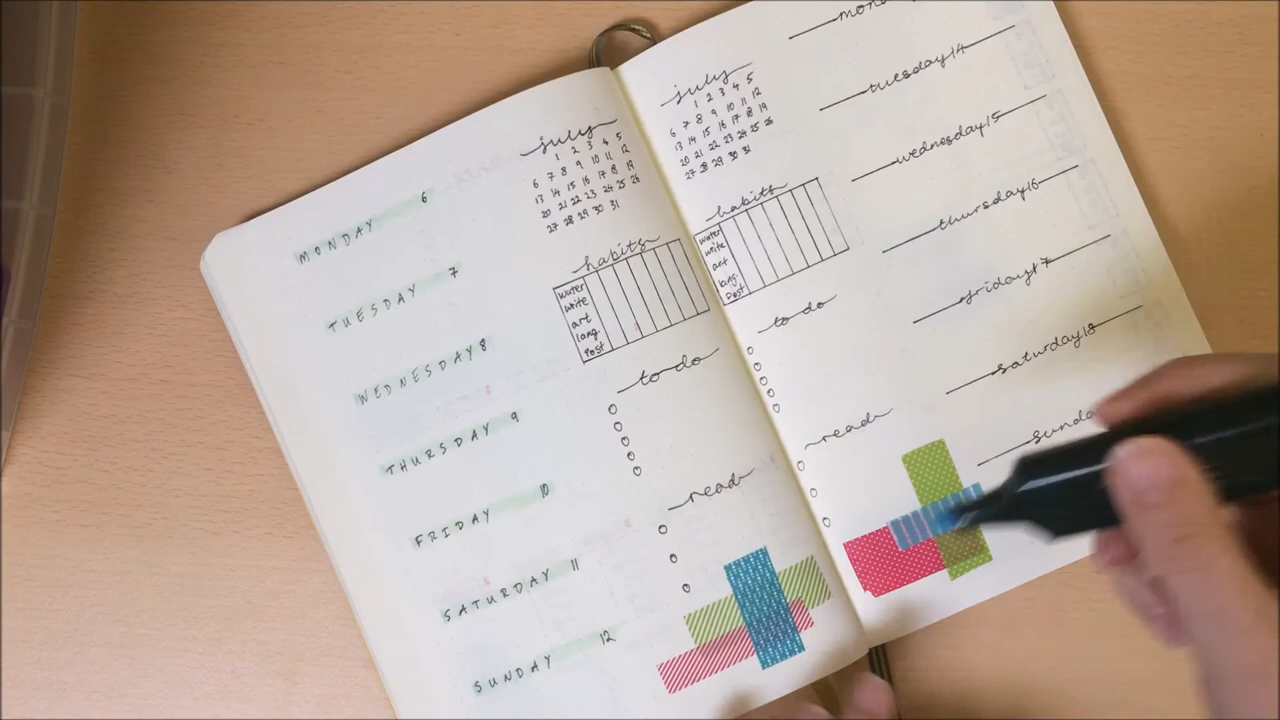 MONDAY 6
TUESDAY 7
WEDNESDAY 8
THURSDAY 9
FRIDAY 10
SATURDAY 11
SUNDAY 12
july
1 2 3 4 5
6 7 8 9 10 11 12
13 14 15 16 17 18 19
20 21 22 23 24 25 26
27 28 29 30 31
habits
water
write
art
lang.
Post
to do
read
july
1 2 3 4 5
6 7 8 9 10 11 12
13 14 15 16 17 18 19
20 21 22 23 24 25 26
27 28 29 30 31
habits
water
write
art
lang.
Post
to do
read
tuesday 14
wednesday 15
thursday 16
friday 17
saturday 18